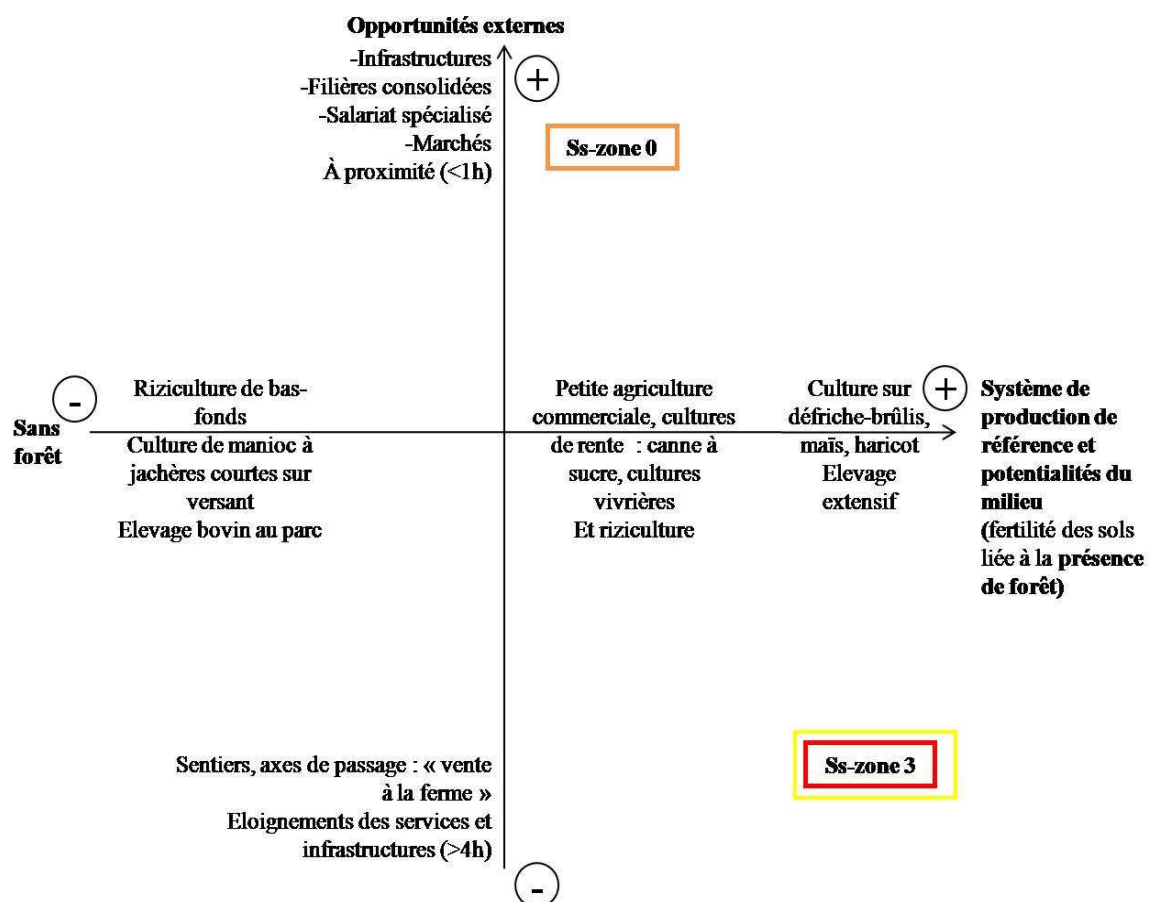 Opportunités externes
-Infrastructures
-Filières consolidées
-Salariat spécialisé
-Marchés
À proximité (<1h)
+
Ss-zone 0
-
Sans
forêt
Riziculture de bas-
fonds
Culture de manioc à
jachères courtes sur
versant
Elevage bovin au parc
Petite agriculture
commerciale, cultures
de rente : canne à
sucre, cultures
vivrières
Et riziculture
Culture sur
défriche-brûlis,
maïs, haricot
Elevage
extensif
+
Système de
production de
référence et
potentialités du
milieu
(fertilité des sols
liée à la présence
de forêt)
Sentiers, axes de passage : « vente
à la ferme »
Eloignements des services et
infrastructures (>4h)
-
Ss-zone 3